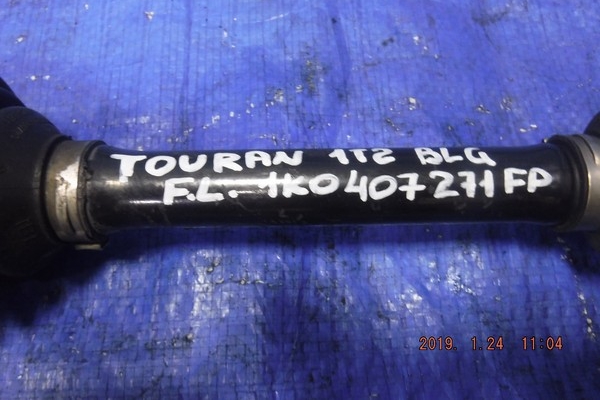 TOURAN 1T2 BLG
F.L. 1K0407271FP
2019. 1.24 11:04